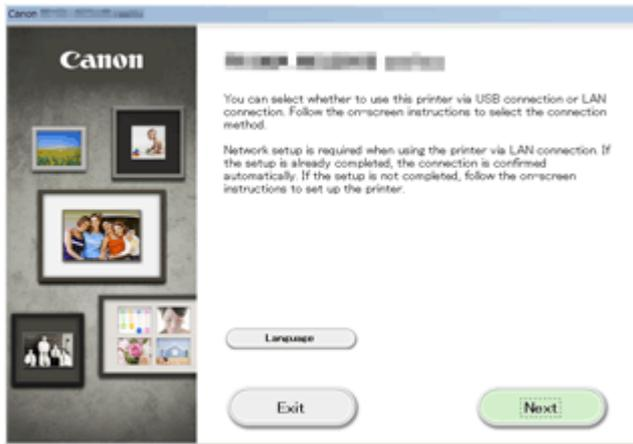 Canon
Canon
You can select whether to use this printer via USB connection or LAN
connection. Follow the on-screen instructions to select the connection
method.
Network setup is required when using the printer via LAN connection. If
the setup is already completed, the connection is confirmed
automatically. If the setup is not completed, follow the on-screen
instructions to set up the printer.
Language
Exit
Next